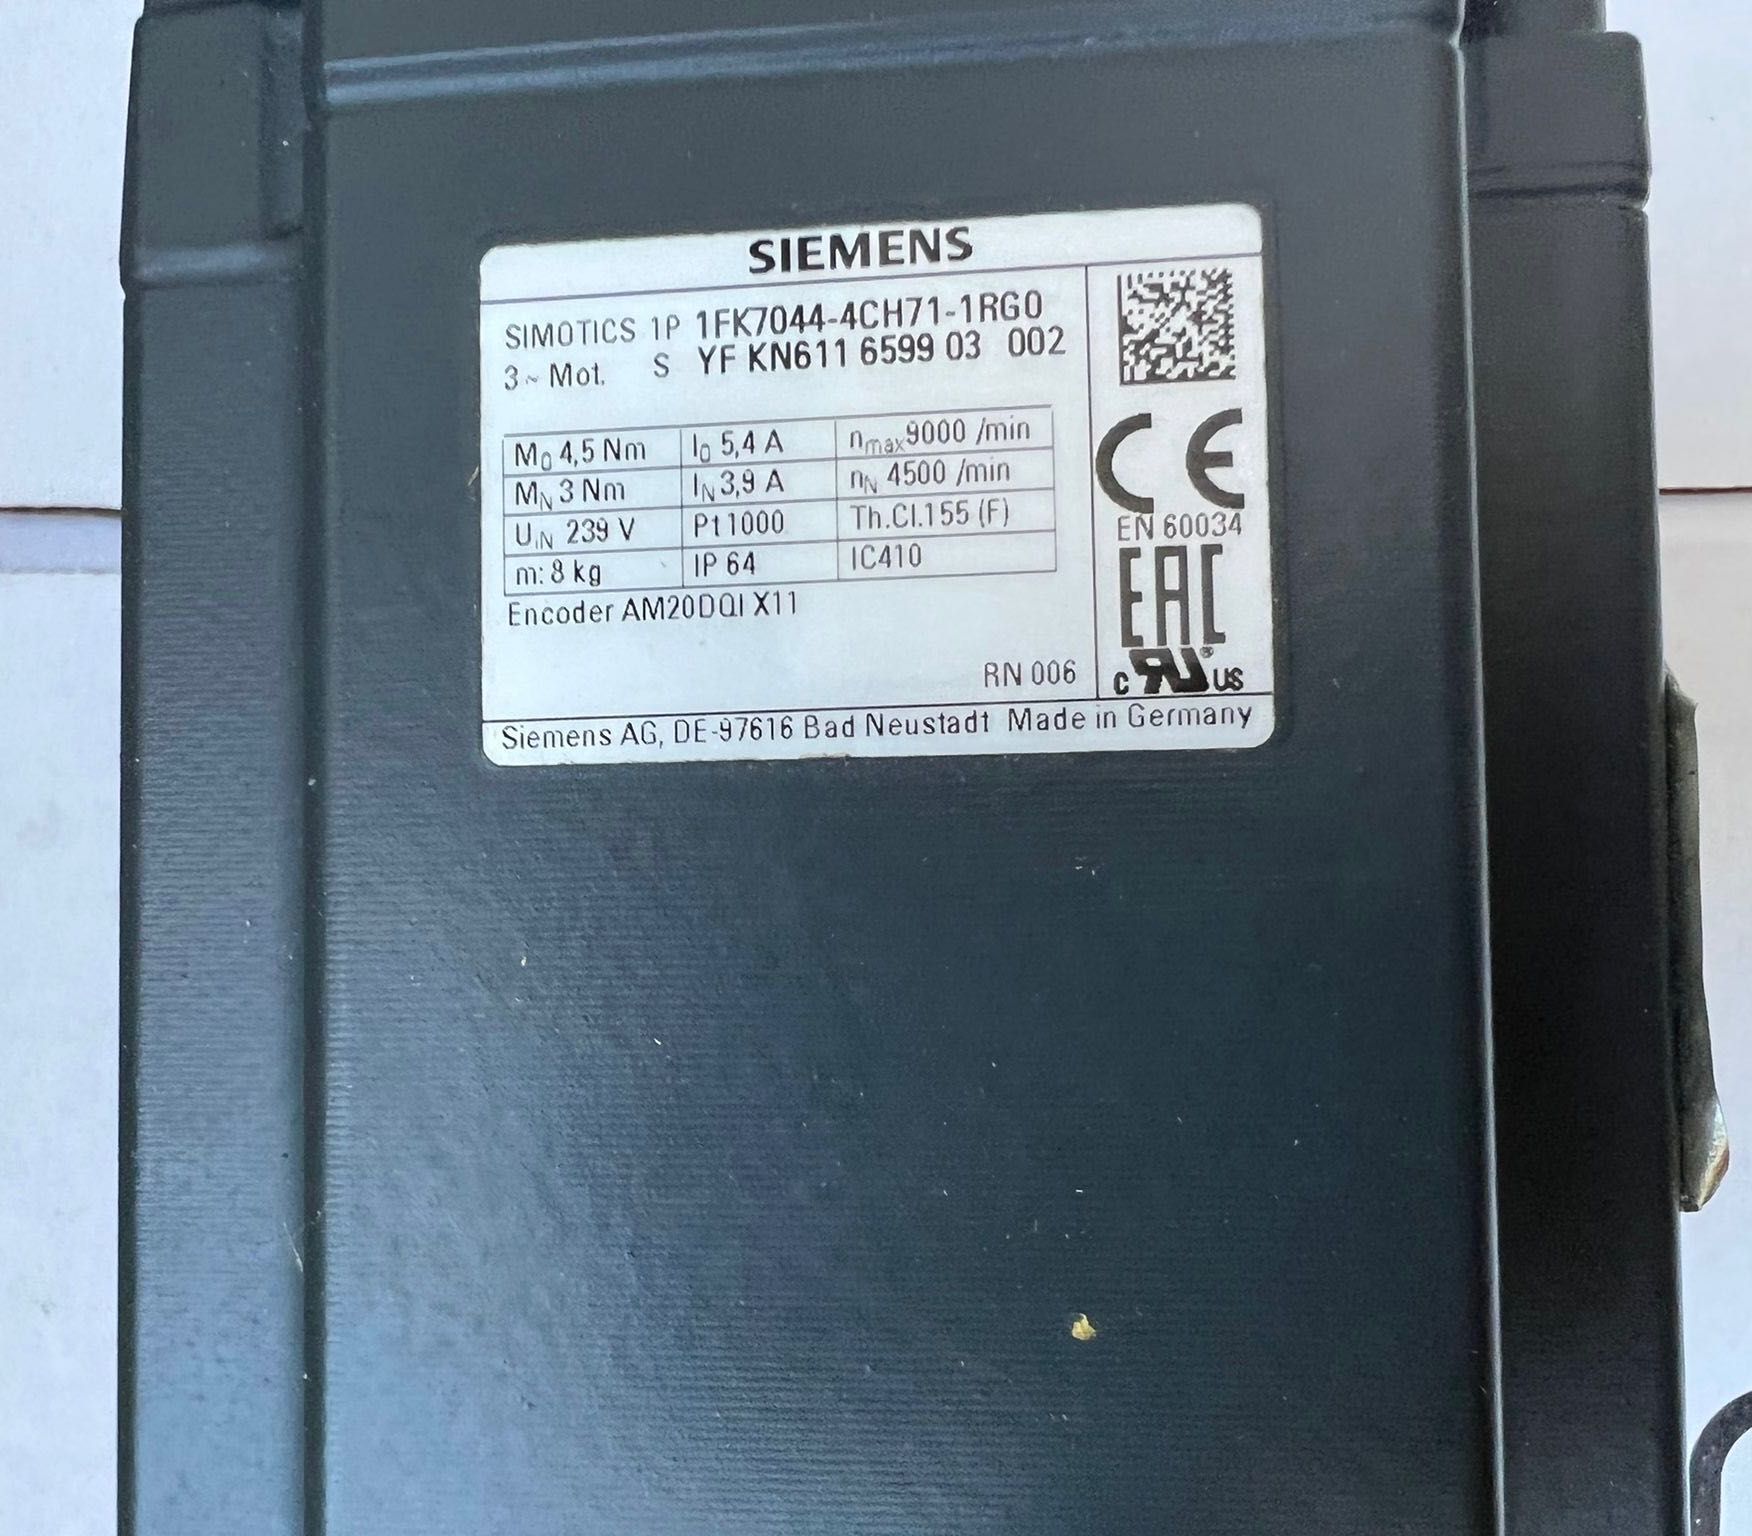 SIEMENS
SIMOTICS 1P 1FK7044-4CH71-1RG0
3~ Mot. S YF KN611 6599 03 002
M0 4,5 Nm I0 5,4 A nmax 9000 /min
MN 3 Nm IN 3,9 A nN 4500 /min
UIN 239 V Pt1000 Th.Cl.155 (F)
m: 8 kg IP 64 IC410
Encoder AM20DQI X11
RN 006
CE
EN 60034
EAC
c RU® US
Siemens AG, DE-97616 Bad Neustadt Made in Germany